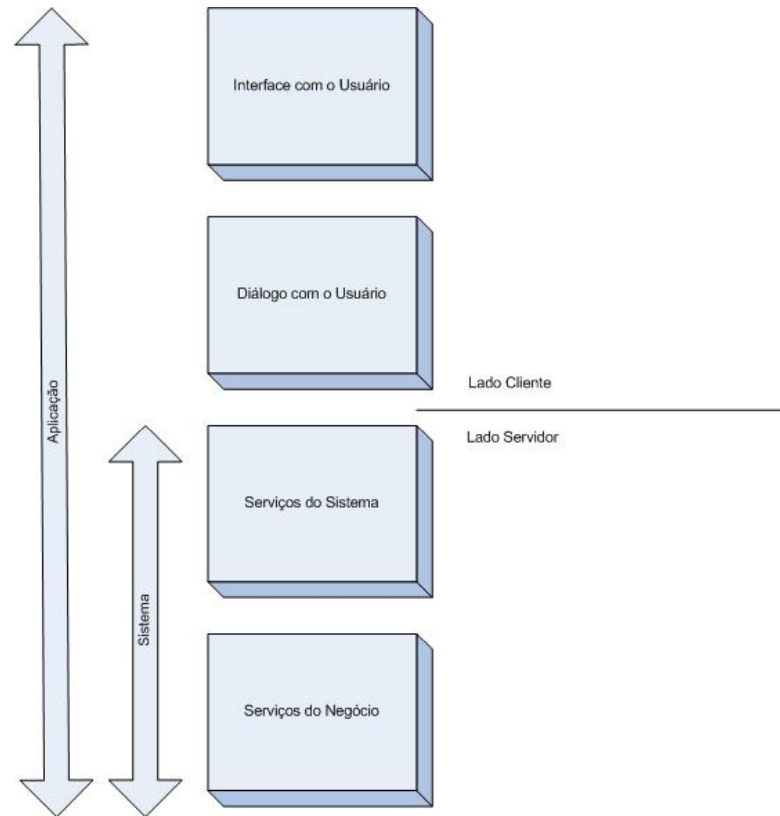 Interface com o Usuário
Diálogo com o Usuário
Lado Cliente
Aplicação
Lado Servidor
Serviços do Sistema
Sistema
Serviços do Negócio